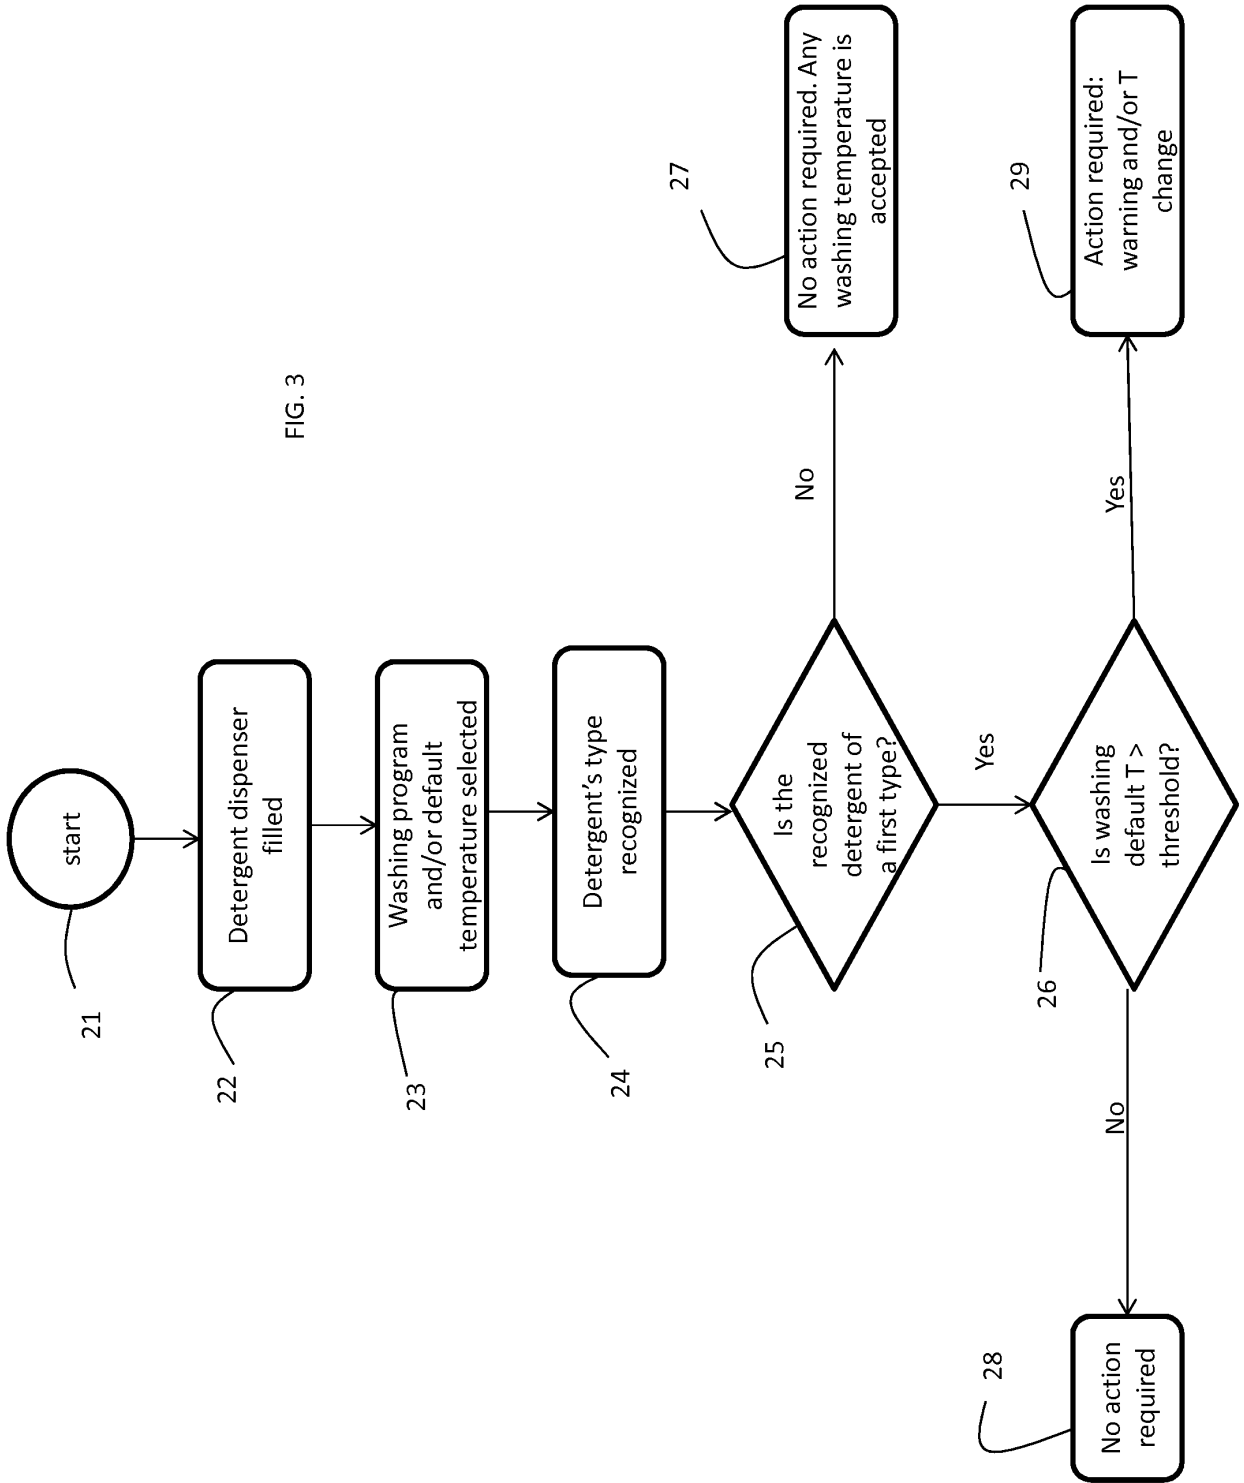 FIG. 3
start
21
Detergent dispenser
filled
22
Washing program
and/or default
temperature selected
23
Detergent's type
recognized
24
Is the
recognized
detergent of
a first type?
25
No
No action required. Any
washing temperature is
accepted
27
Yes
Is washing
default T >
threshold?
26
No
No action
required
28
Yes
Action required:
warning and/or T
change
29